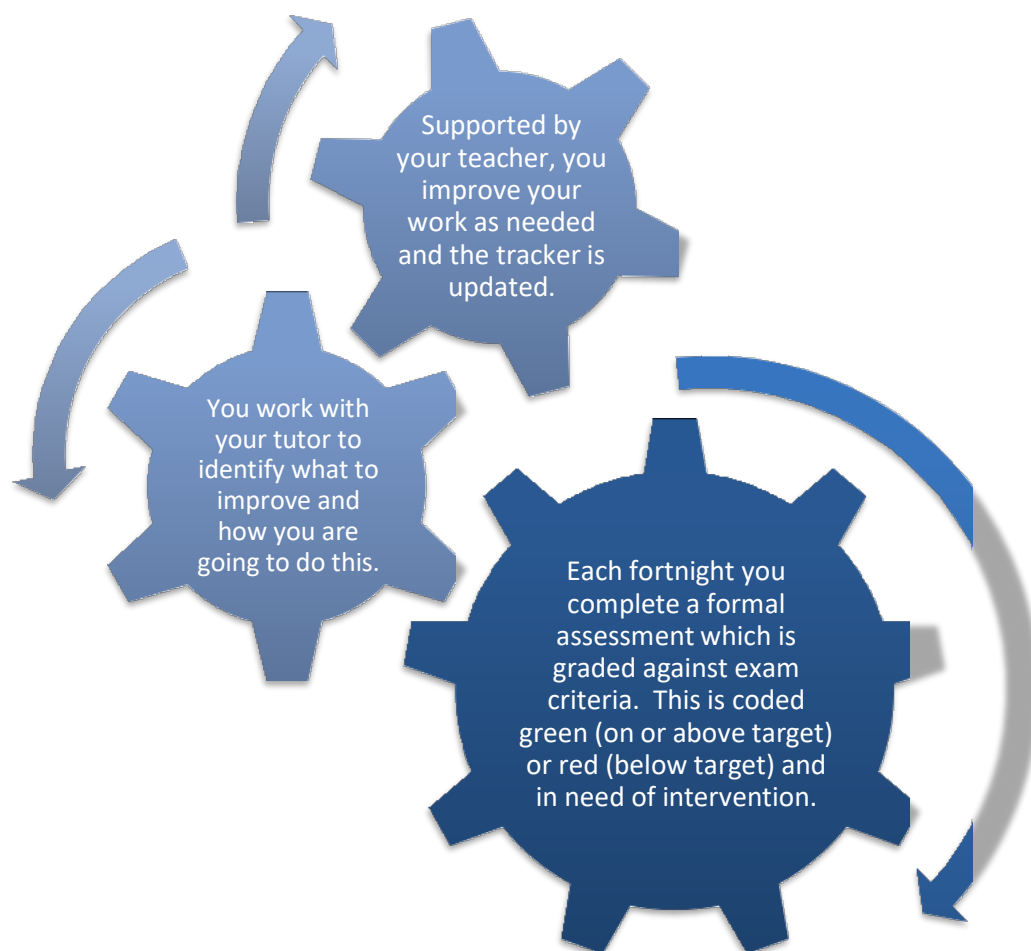 Supported by
your teacher, you
improve your
work as needed
and the tracker is
updated.
You work with
your tutor to
identify what to
improve and
how you are
going to do this.
Each fortnight you
complete a formal
assessment which is
graded against exam
criteria.  This is coded
green (on or above target)
or red (below target) and
in need of intervention.